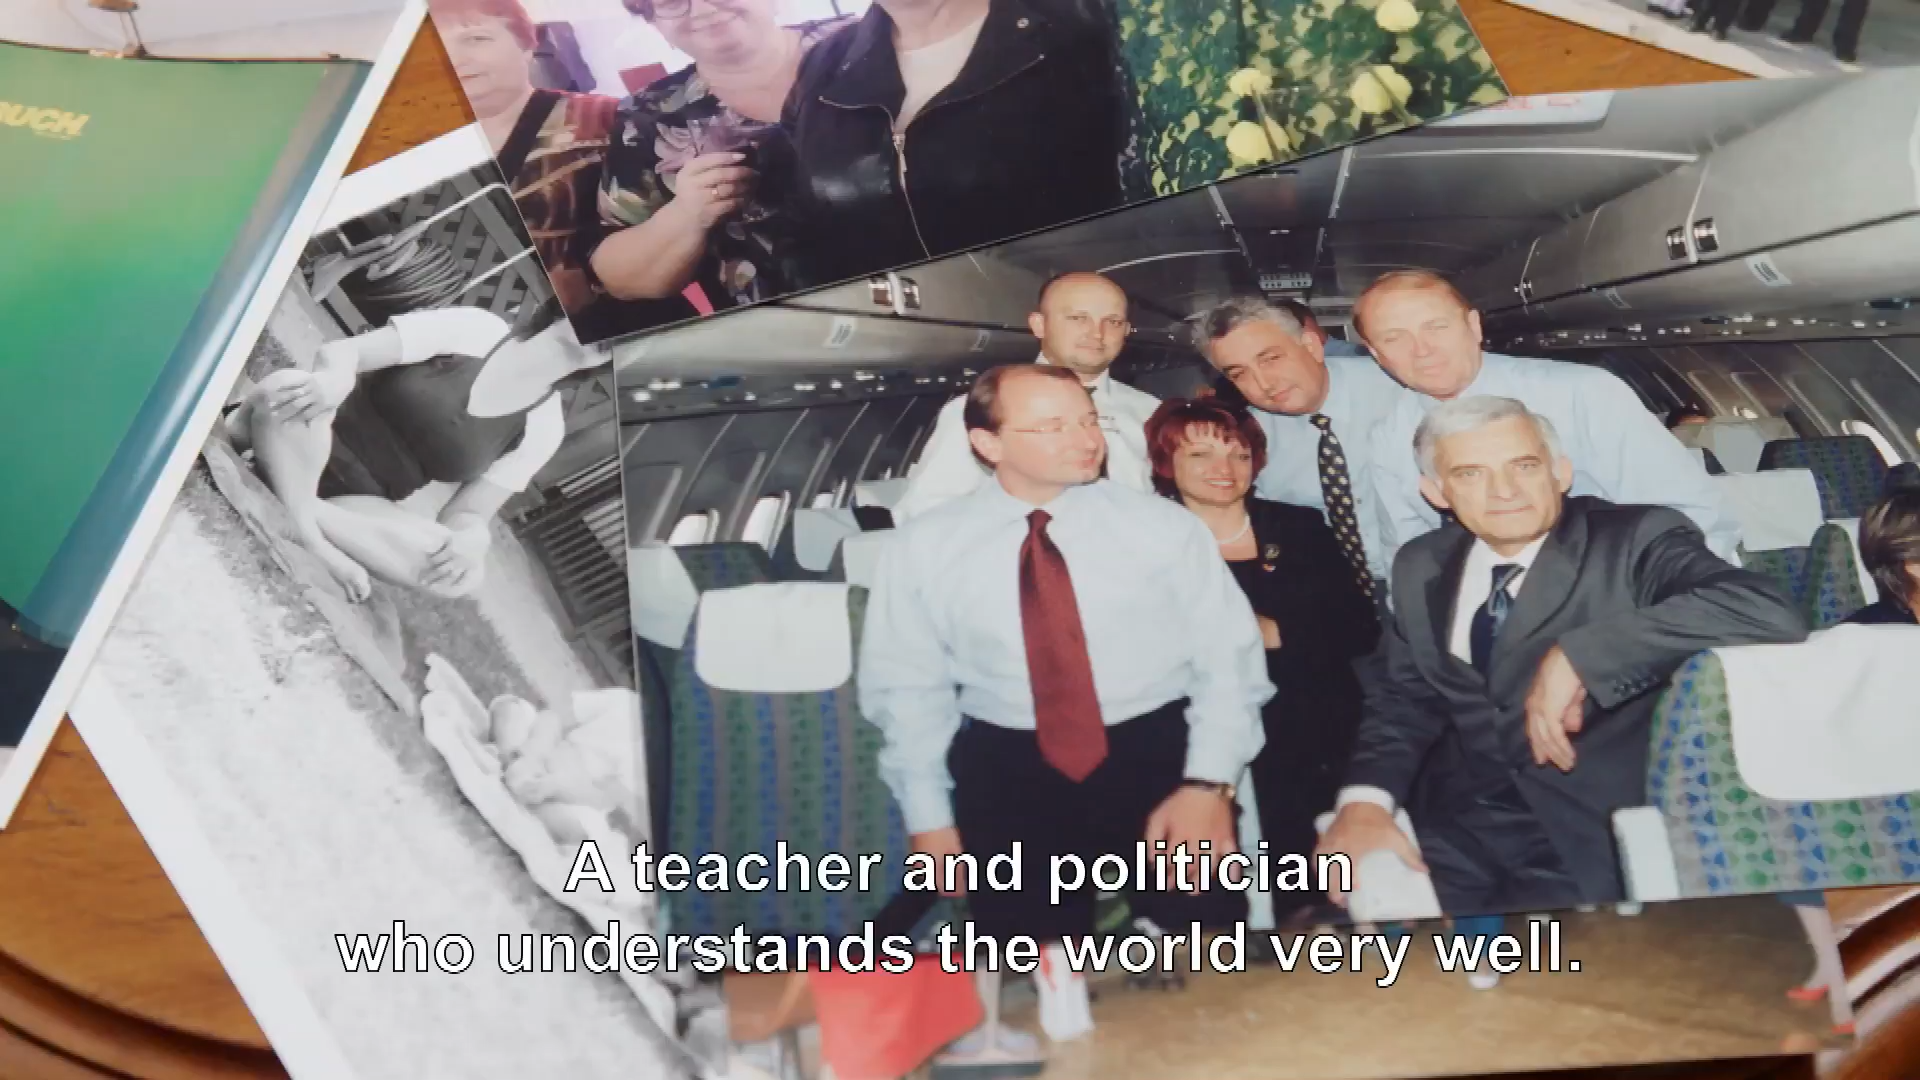 A teacher and politician
who understands the world very well.